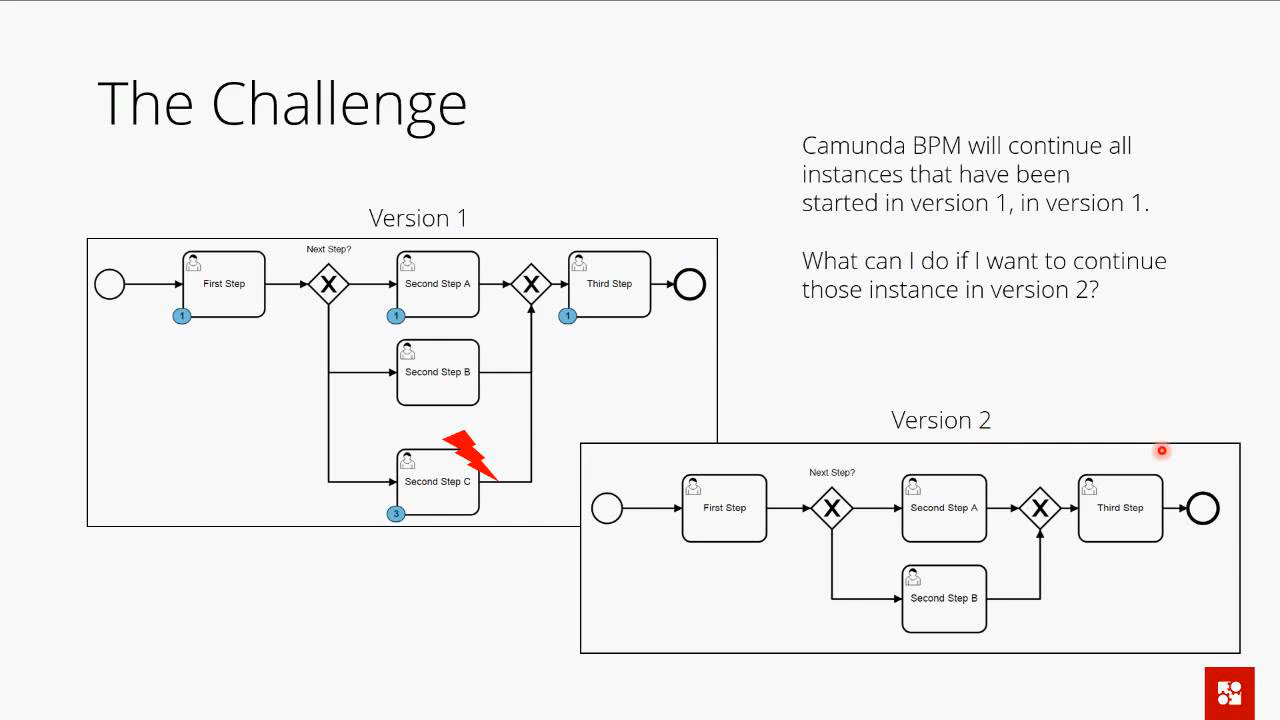 The Challenge
Camunda BPM will continue all
instances that have been
started in version 1, in version 1.
What can I do if I want to continue
those instance in version 2?
Version 1
Next Step?
First Step
X
Second Step A
X
Third Step
1
1
1
Second Step B
Second Step C
3
Version 2
Next Step?
First Step
X
Second Step A
X
Third Step
Second Step B